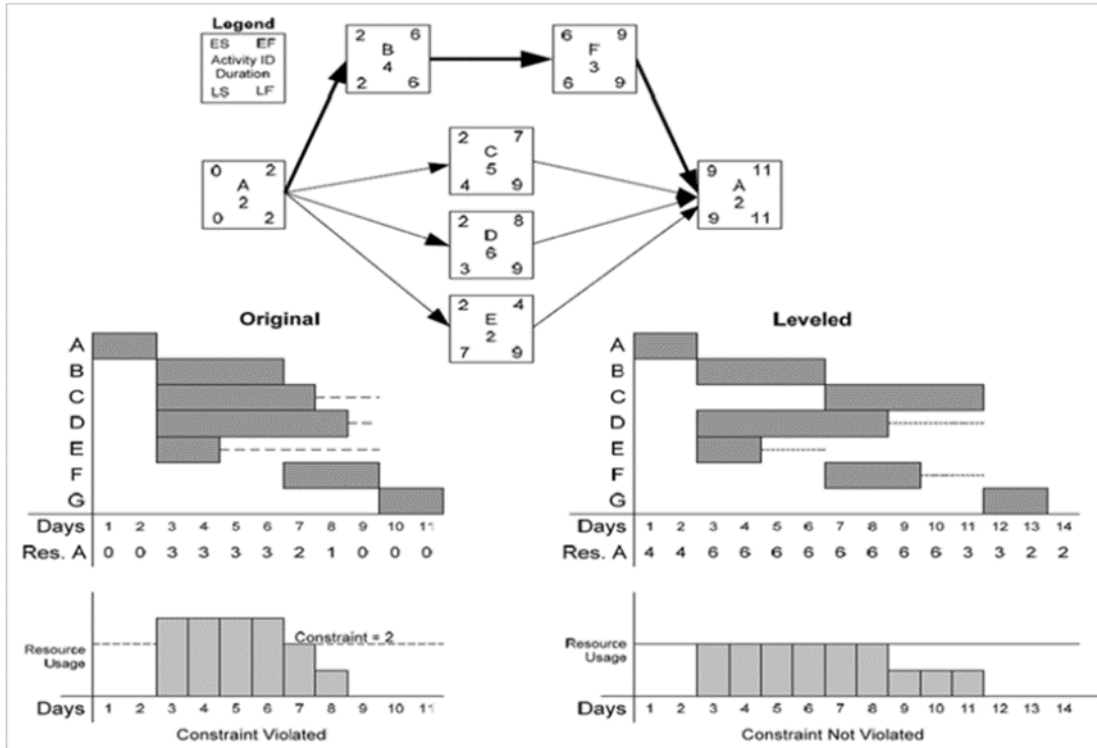 Legend
ES EF
Activity ID
Duration
LS LF
2 6
B
4
2 6
6 9
F
3
6 9
0 2
A
2
0 2
2 7
C
5
4 9
2 8
D
6
3 9
2 4
E
2
7 9
9 11
A
2
9 11
Original
A
B
C
D
E
F
G
Days 1 2 3 4 5 6 7 8 9 10 11
Res. A 0 0 3 3 3 3 2 1 0 0 0
Constraint = 2
Resource
Usage
Days 1 2 3 4 5 6 7 8 9 10 11
Constraint Violated
Leveled
A
B
C
D
E
F
G
Days 1 2 3 4 5 6 7 8 9 10 11 12 13 14
Res. A 4 4 6 6 6 6 6 6 6 6 3 3 2 2
Resource
Usage
Days 1 2 3 4 5 6 7 8 9 10 11 12 13 14
Constraint Not Violated